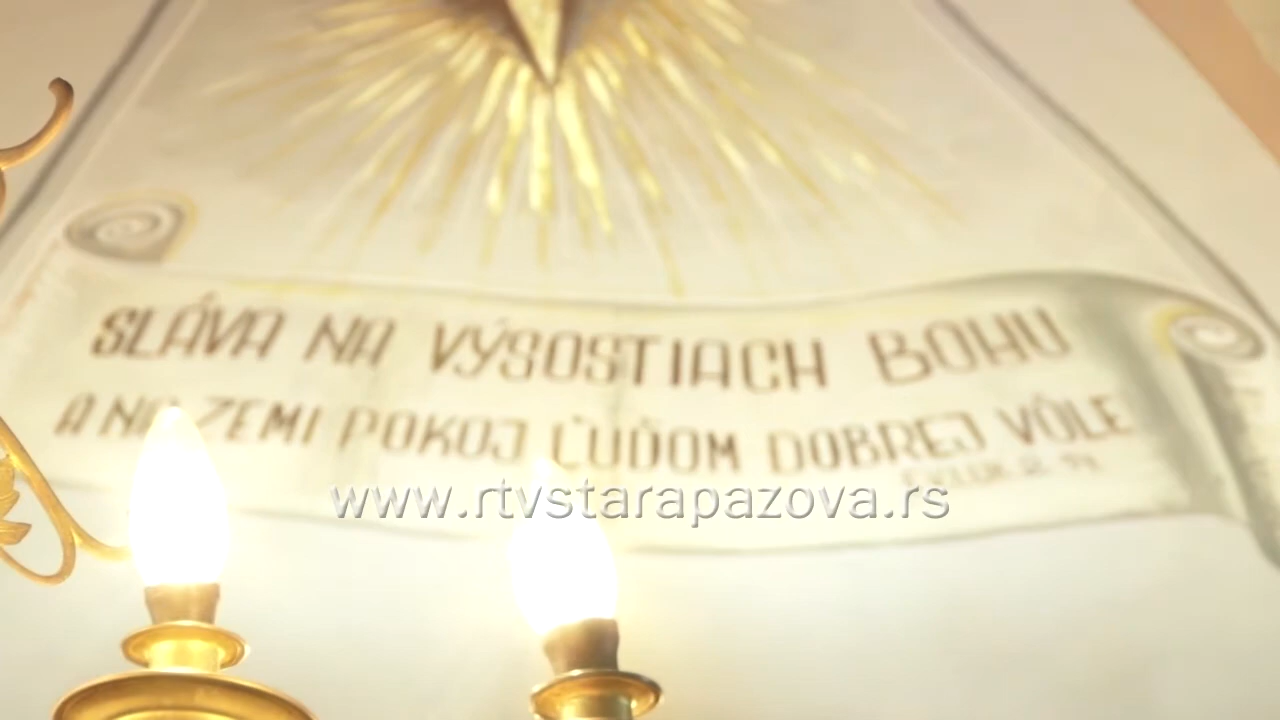 SLÁVA NA VÝSOSTIACH BOHU
A NA ZEMI POKOJ ĽUĎOM DOBREJ VÔLE
www.rtvstarapazova.rs